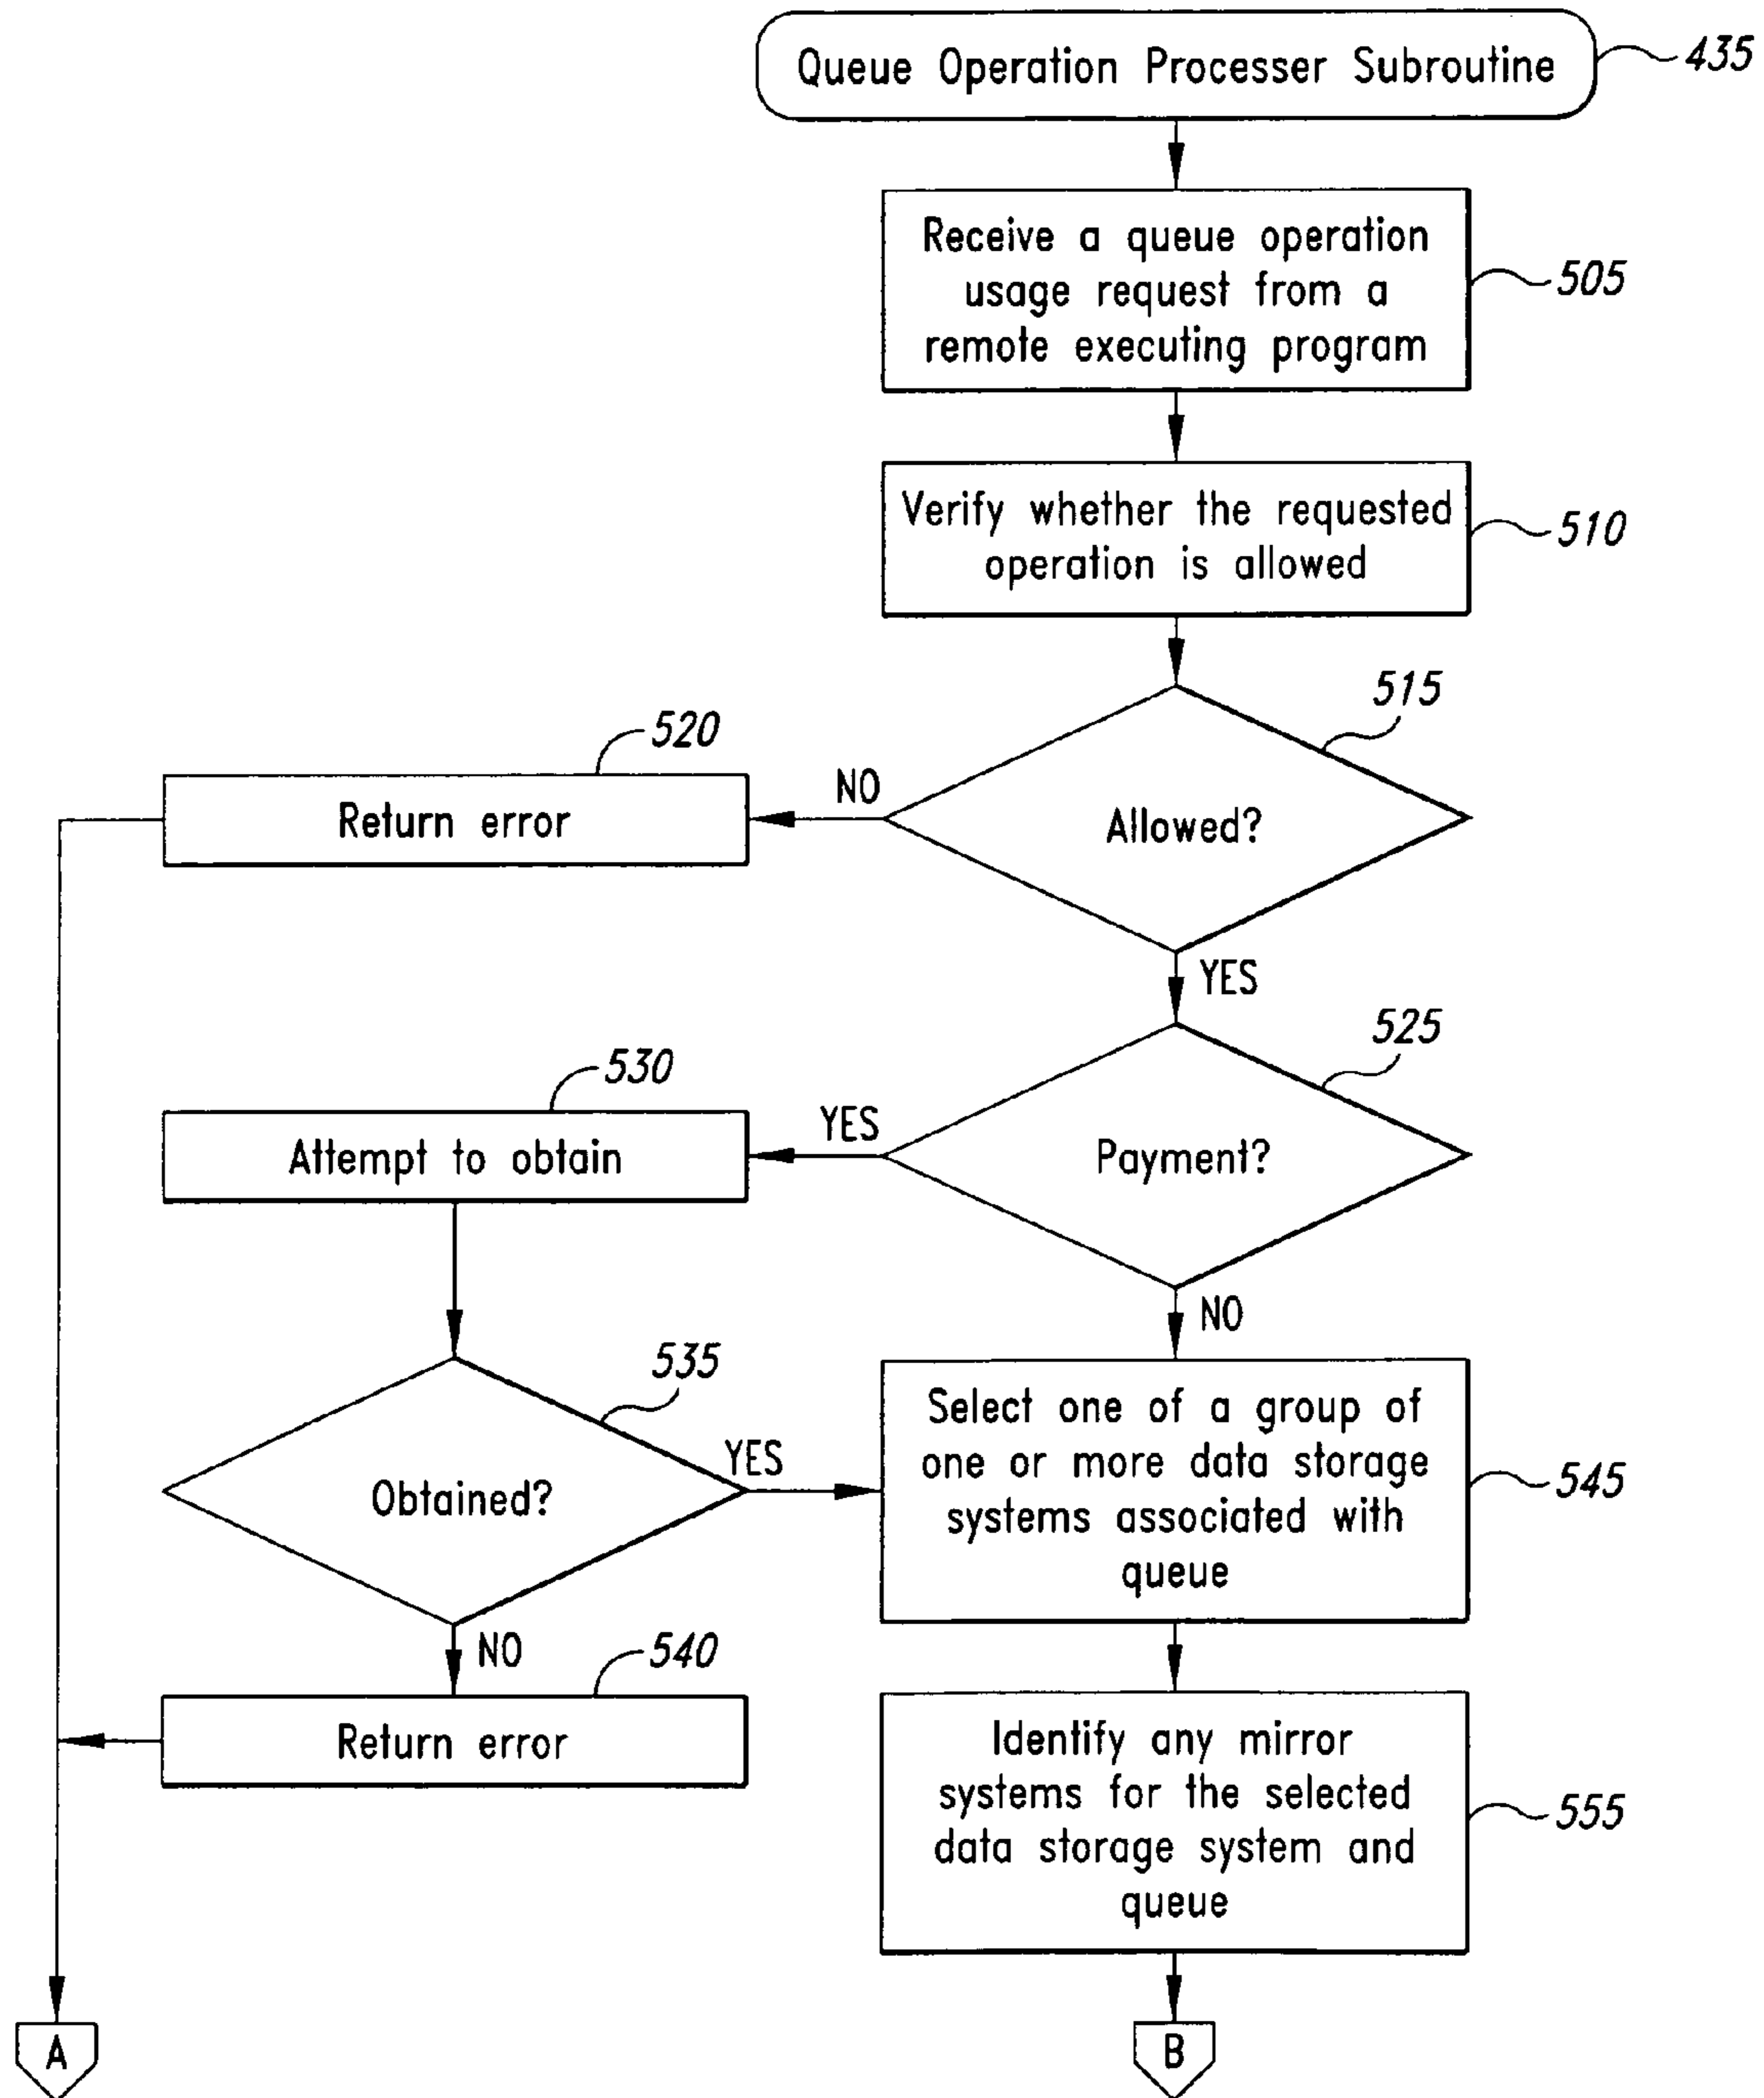 Queue Operation Processer Subroutine
435
Receive a queue operation
usage request from a
remote executing program
505
Verify whether the requested
operation is allowed
510
515
Allowed?
NO
520
Return error
YES
525
Payment?
YES
530
Attempt to obtain
NO
535
Obtained?
YES
Select one of a group of
one or more data storage
systems associated with
queue
545
NO
540
Return error
Identify any mirror
systems for the selected
data storage system and
queue
555
A
B